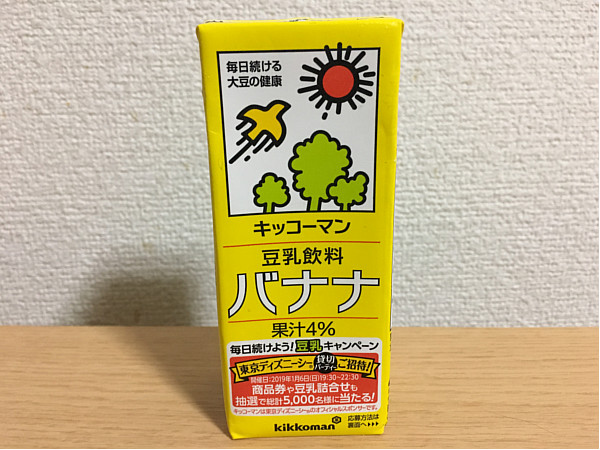 毎日続ける
大豆の健康
キッコーマン
豆乳飲料
バナナ
果汁4%
毎日続けよう!豆乳キャンペーン
東京ディズニーシー®貸切パーティーご招待!
開催日:2019年1月6日(日)19:30~22:30
商品券や豆乳詰合せも
抽選で総計5,000名様に当たる!
キッコーマンは東京ディズニーシー®のオフィシャルスポンサーです。
kikkoman
応募方法は
裏面へ▶▶▶